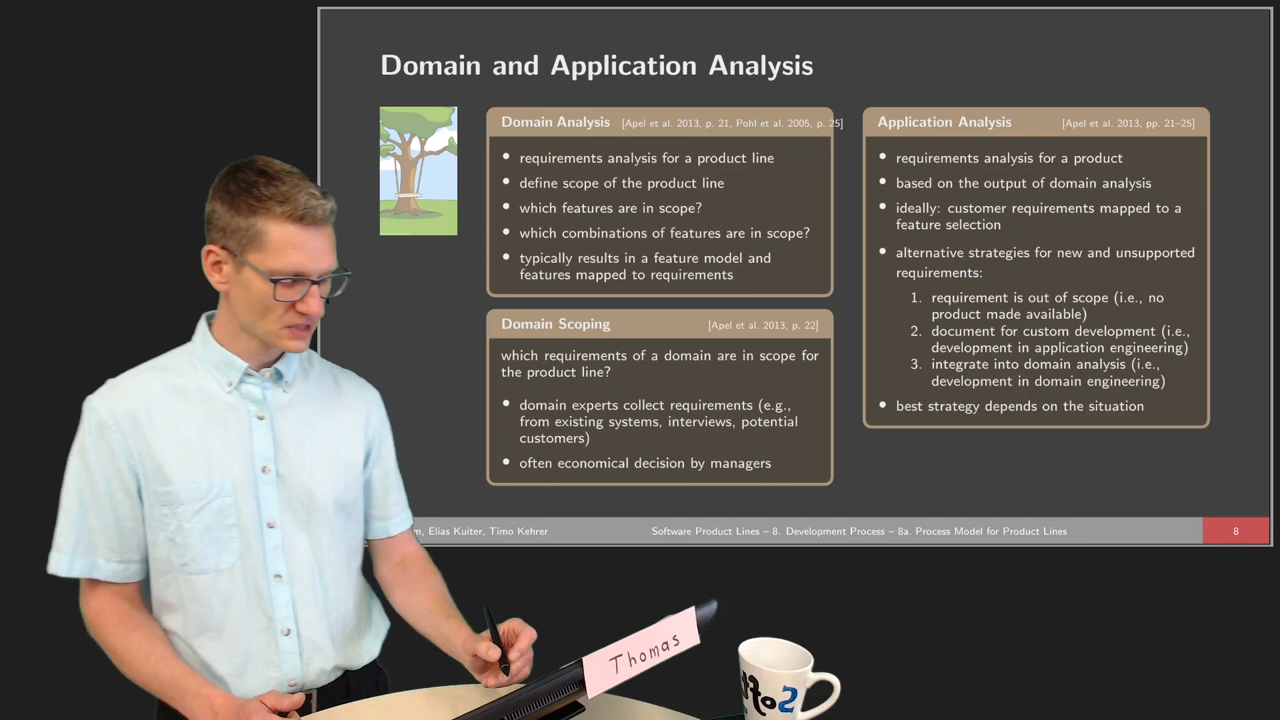 Domain and Application Analysis
Domain Analysis [Apel et al. 2013, p. 21, Pohl et al. 2005, p. 25]
• requirements analysis for a product line
• define scope of the product line
• which features are in scope?
• which combinations of features are in scope?
• typically results in a feature model and
features mapped to requirements
Domain Scoping [Apel et al. 2013, p. 22]
which requirements of a domain are in scope for
the product line?
• domain experts collect requirements (e.g.,
from existing systems, interviews, potential
customers)
• often economical decision by managers
Application Analysis [Apel et al. 2013, pp. 21–25]
• requirements analysis for a product
• based on the output of domain analysis
• ideally: customer requirements mapped to a
feature selection
• alternative strategies for new and unsupported
requirements:
1. requirement is out of scope (i.e., no
product made available)
2. document for custom development (i.e.,
development in application engineering)
3. integrate into domain analysis (i.e.,
development in domain engineering)
• best strategy depends on the situation
Elias Kuiter, Timo Kehrer
Software Product Lines – 8. Development Process – 8a. Process Model for Product Lines
8
Thomas